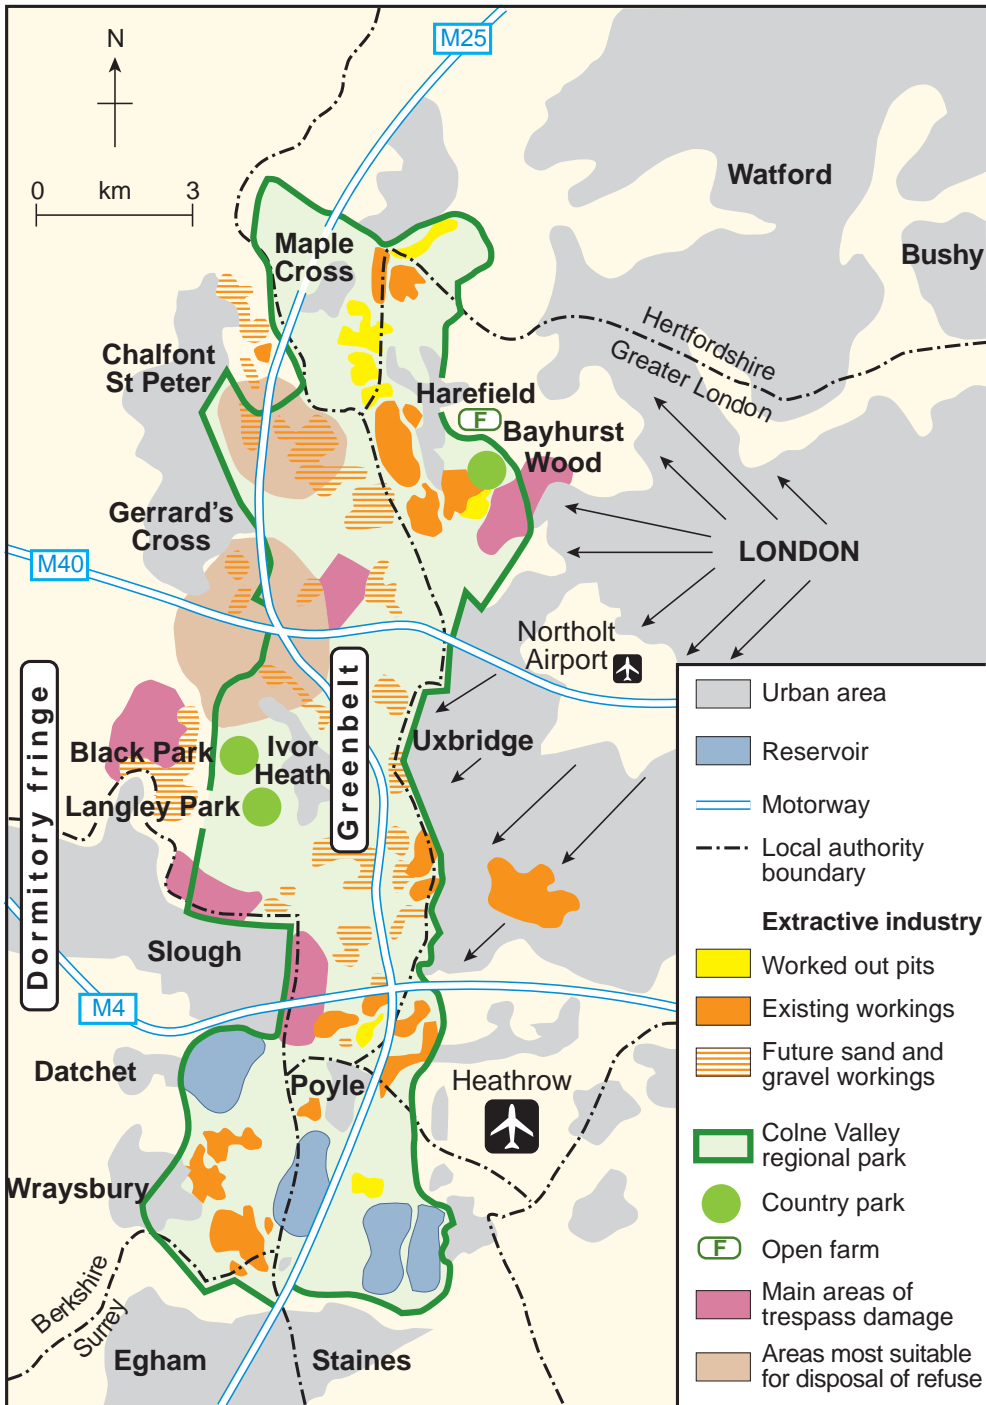 M25
N
0 km 3
Watford
Bushy
Maple
Cross
Hertfordshire
Greater London
Chalfont
St Peter
Harefield
F
Bayhurst
Wood
Gerrard's
Cross
LONDON
M40
Northolt
Airport
Dormitory fringe
Greenbelt
Uxbridge
Black Park
Ivor
Heath
Langley Park
Slough
M4
Datchet
Poyle
Heathrow
Wraysbury
Berkshire
Surrey
Egham
Staines
Urban area
Reservoir
Motorway
Local authority
boundary
Extractive industry
Worked out pits
Existing workings
Future sand and
gravel workings
Colne Valley
regional park
Country park
F
Open farm
Main areas of
trespass damage
Areas most suitable
for disposal of refuse